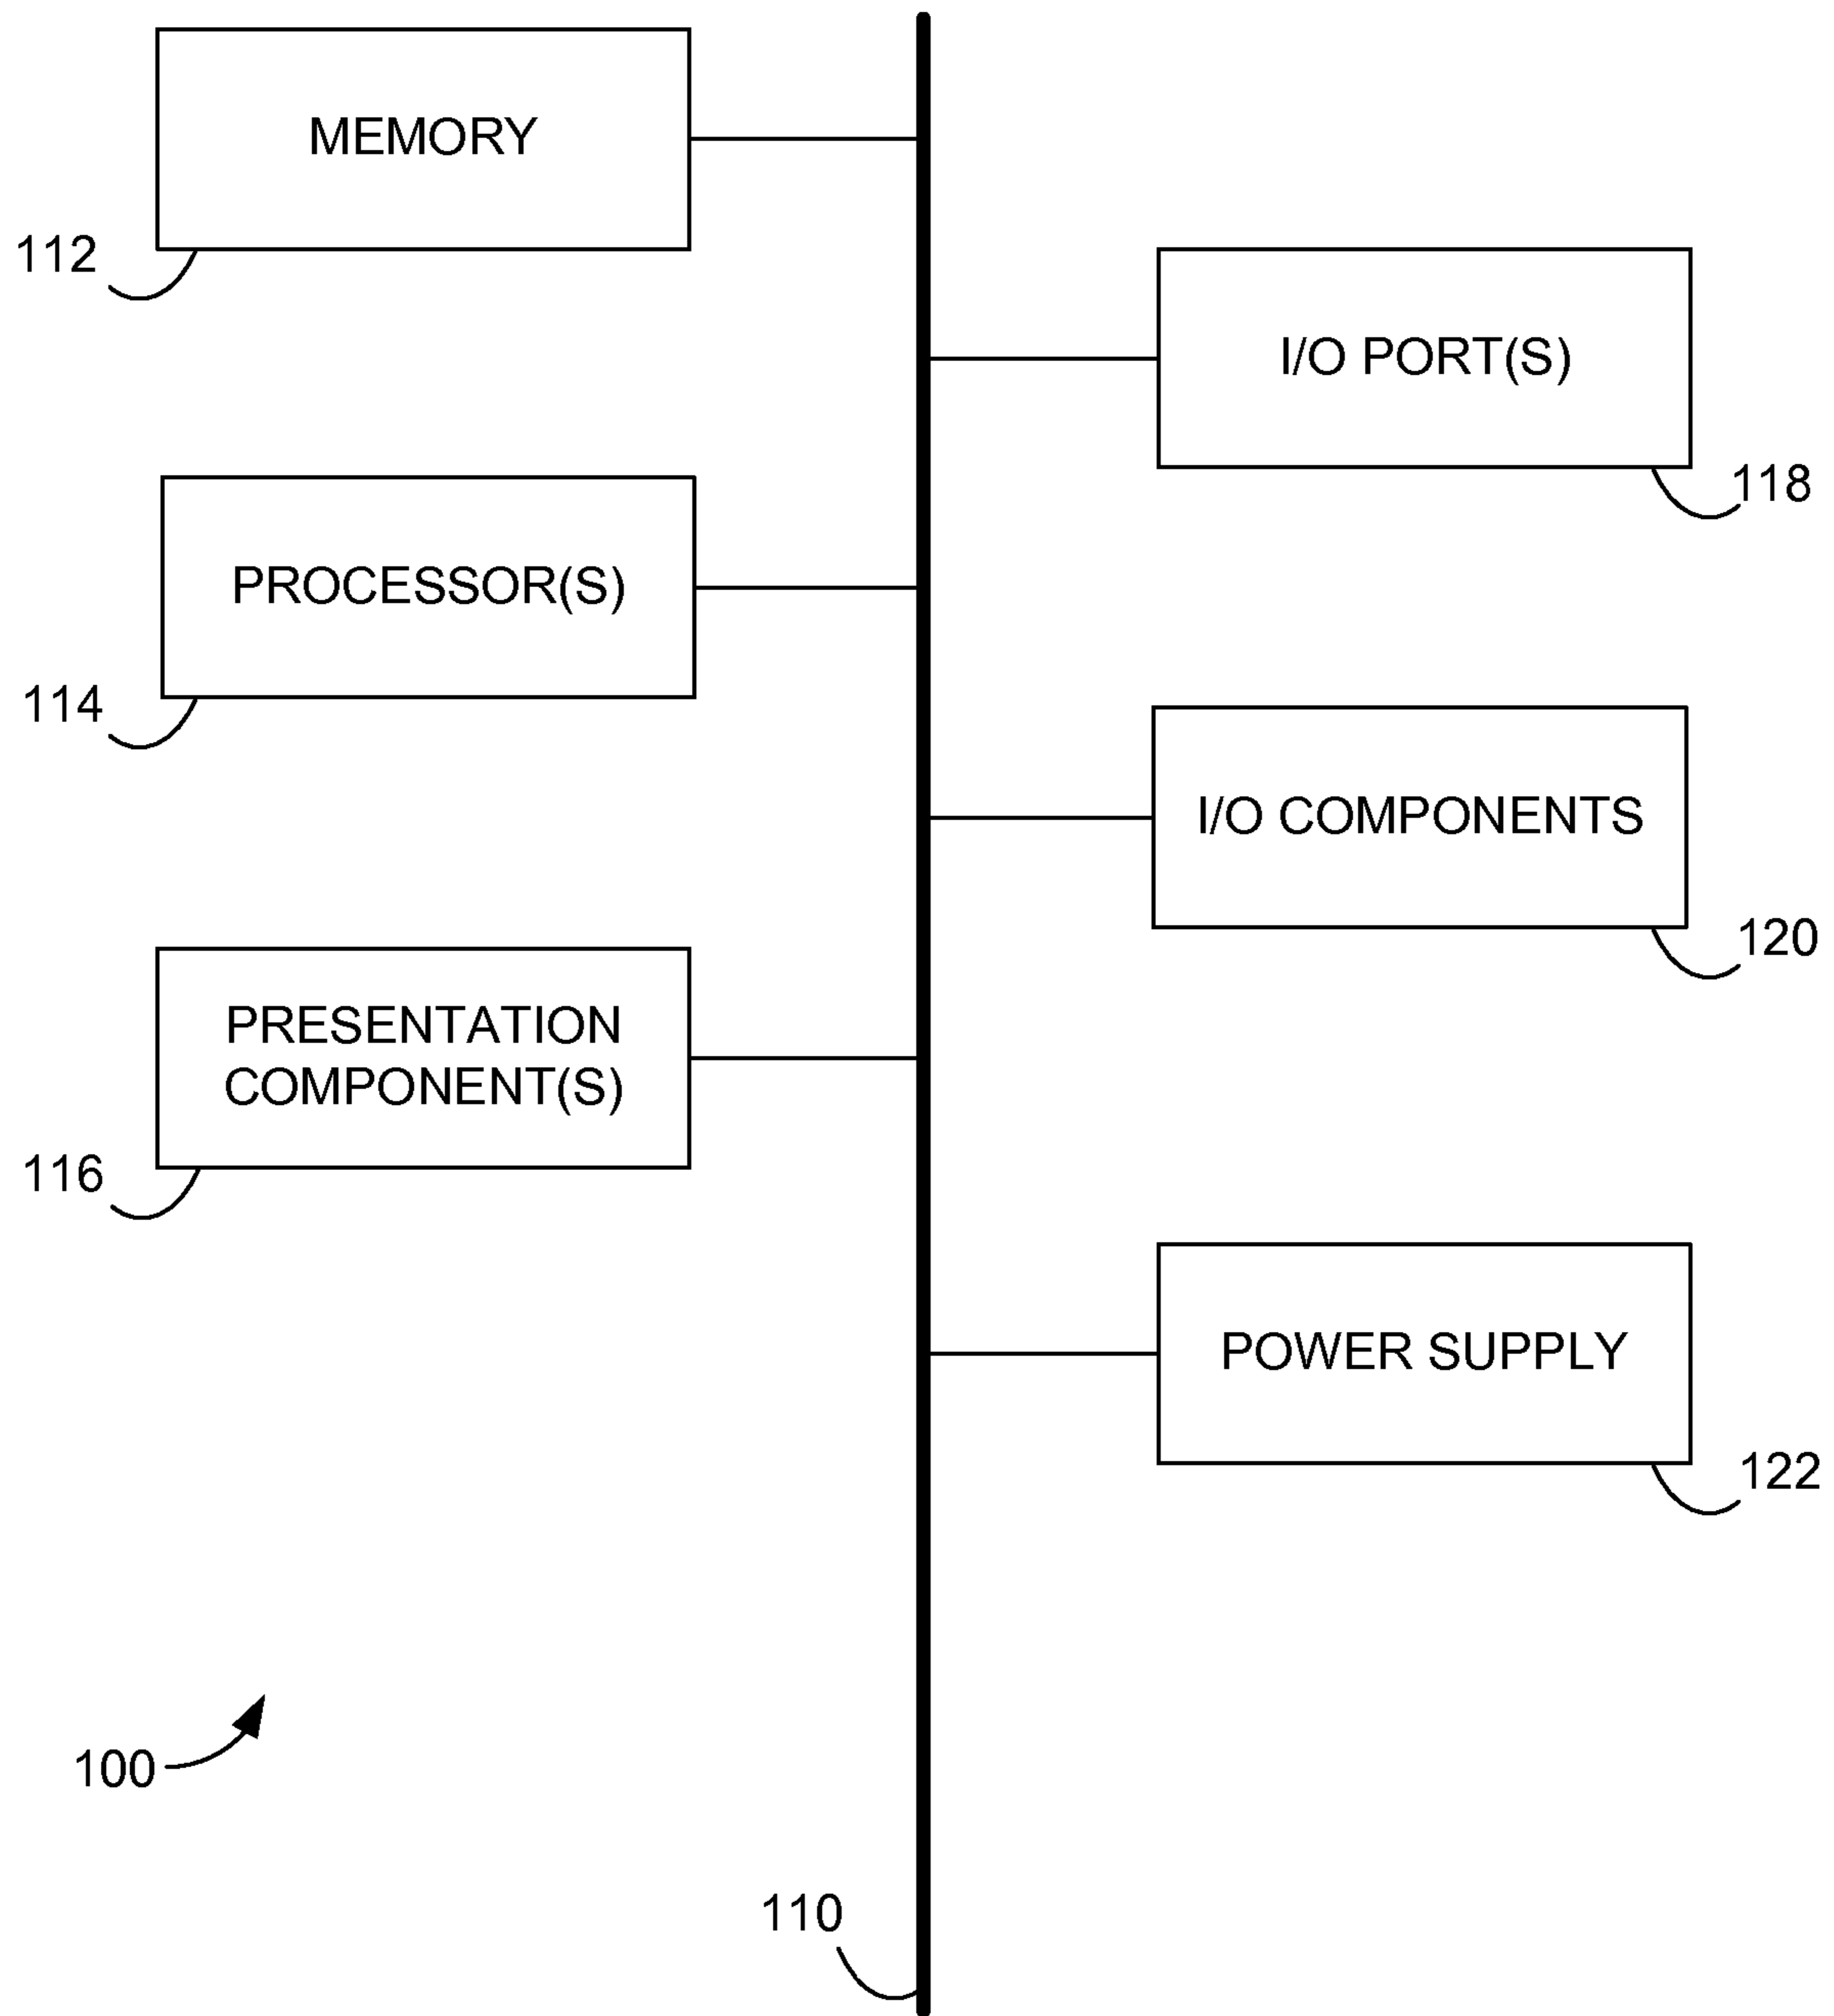 MEMORY
112
I/O PORT(S)
118
PROCESSOR(S)
114
I/O COMPONENTS
120
PRESENTATION
COMPONENT(S)
116
POWER SUPPLY
122
100
110